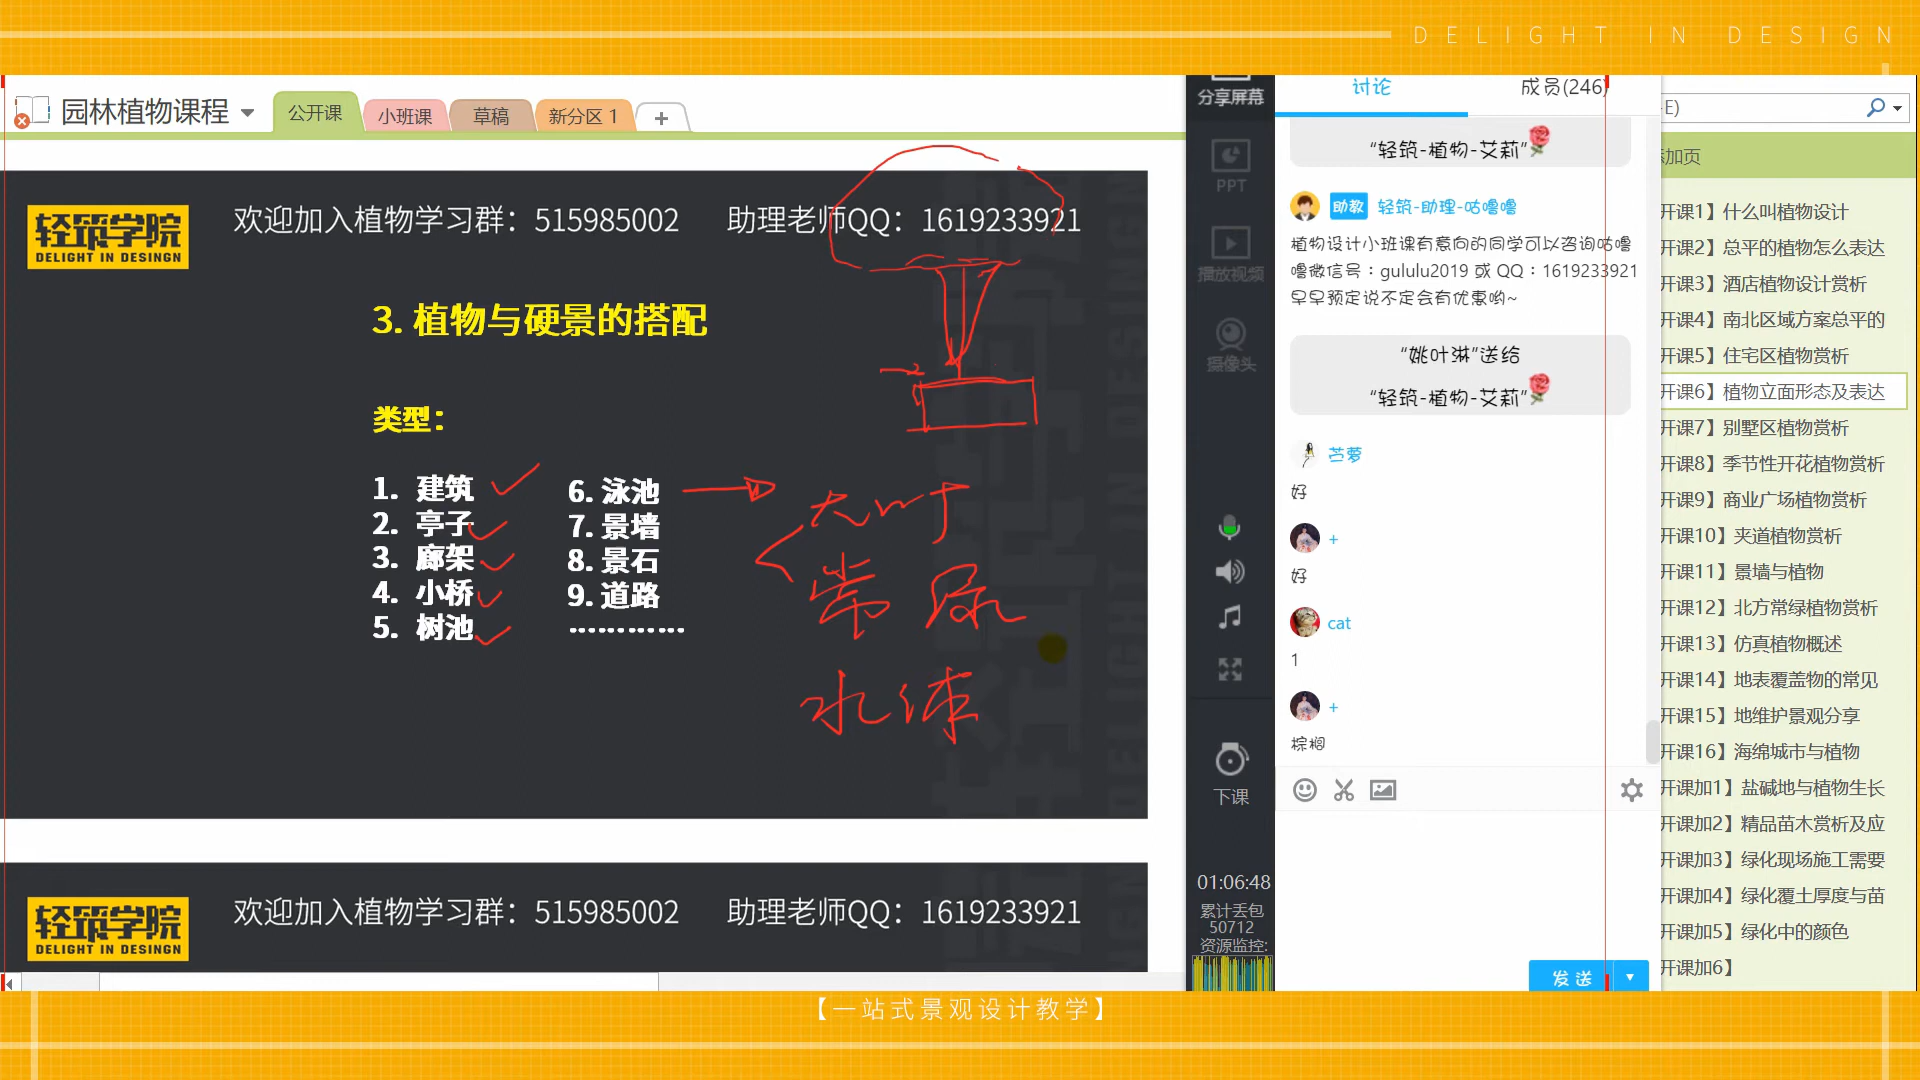 DELIGHT IN DESIGN
园林植物课程
公开课
小班课
草稿
新分区 1
轻筑学院
DELIGHT IN DESINGN
欢迎加入植物学习群：515985002 助理老师QQ：1619233921
3. 植物与硬景的搭配
类型：
1. 建筑
2. 亭子
3. 廊架
4. 小桥
5. 树池
6. 泳池
7. 景墙
8. 景石
9. 道路
…………
大叶
常绿
水体
轻筑学院
DELIGHT IN DESINGN
欢迎加入植物学习群：515985002 助理老师QQ：1619233921
分享屏幕
PPT
播放视频
摄像头
下课
01:06:48
累计丢包
50712
资源监控:
讨论
成员(246)
“轻筑-植物-艾莉”
助教 轻筑-助理-咕噜噜
植物设计小班课有意向的同学可以咨询咕噜
噜微信号：gululu2019 或 QQ：1619233921
早早预定说不定会有优惠哟~
“姚叶淋”送给
“轻筑-植物-艾莉”
好
+
好
cat
1
+
棕榈
发送
E)
加页
开课1】什么叫植物设计
开课2】总平的植物怎么表达
开课3】酒店植物设计赏析
开课4】南北区域方案总平的
开课5】住宅区植物赏析
开课6】植物立面形态及表达
开课7】别墅区植物赏析
开课8】季节性开花植物赏析
开课9】商业广场植物赏析
开课10】夹道植物赏析
开课11】景墙与植物
开课12】北方常绿植物赏析
开课13】仿真植物概述
开课14】地表覆盖物的常见
开课15】地维护景观分享
开课16】海绵城市与植物
开课加1】盐碱地与植物生长
开课加2】精品苗木赏析及应
开课加3】绿化现场施工需要
开课加4】绿化覆土厚度与苗
开课加5】绿化中的颜色
开课加6】
【一站式景观设计教学】